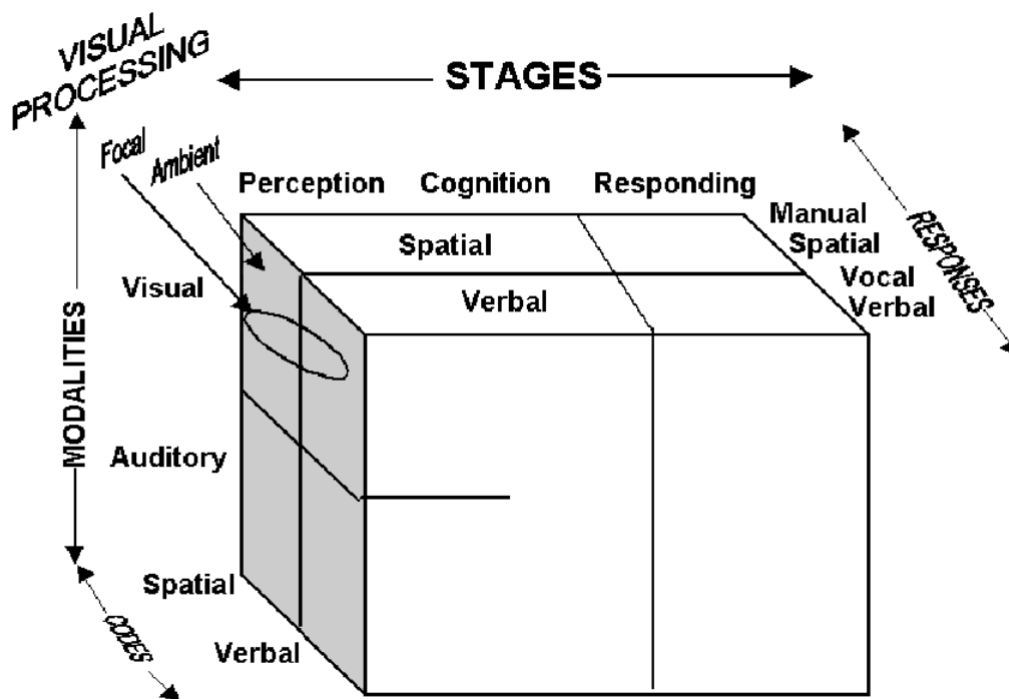 VISUAL
PROCESSING
STAGES
Focal
Ambient
Perception Cognition Responding
Manual
Spatial
Vocal
Verbal
RESPONSES
Spatial
Verbal
Visual
MODALITIES
Auditory
Spatial
Verbal
CODES